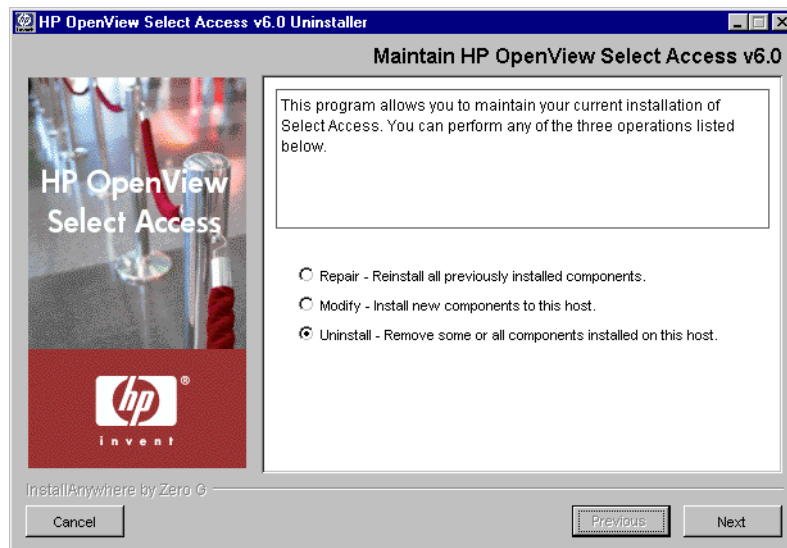 HP OpenView Select Access v6.0 Uninstaller
Maintain HP OpenView Select Access v6.0
HP OpenView
Select Access
hp
®
invent
This program allows you to maintain your current installation of
Select Access. You can perform any of the three operations listed
below.
Repair - Reinstall all previously installed components.
Modify - Install new components to this host.
Uninstall - Remove some or all components installed on this host.
InstallAnywhere by Zero G
Cancel
Previous
Next